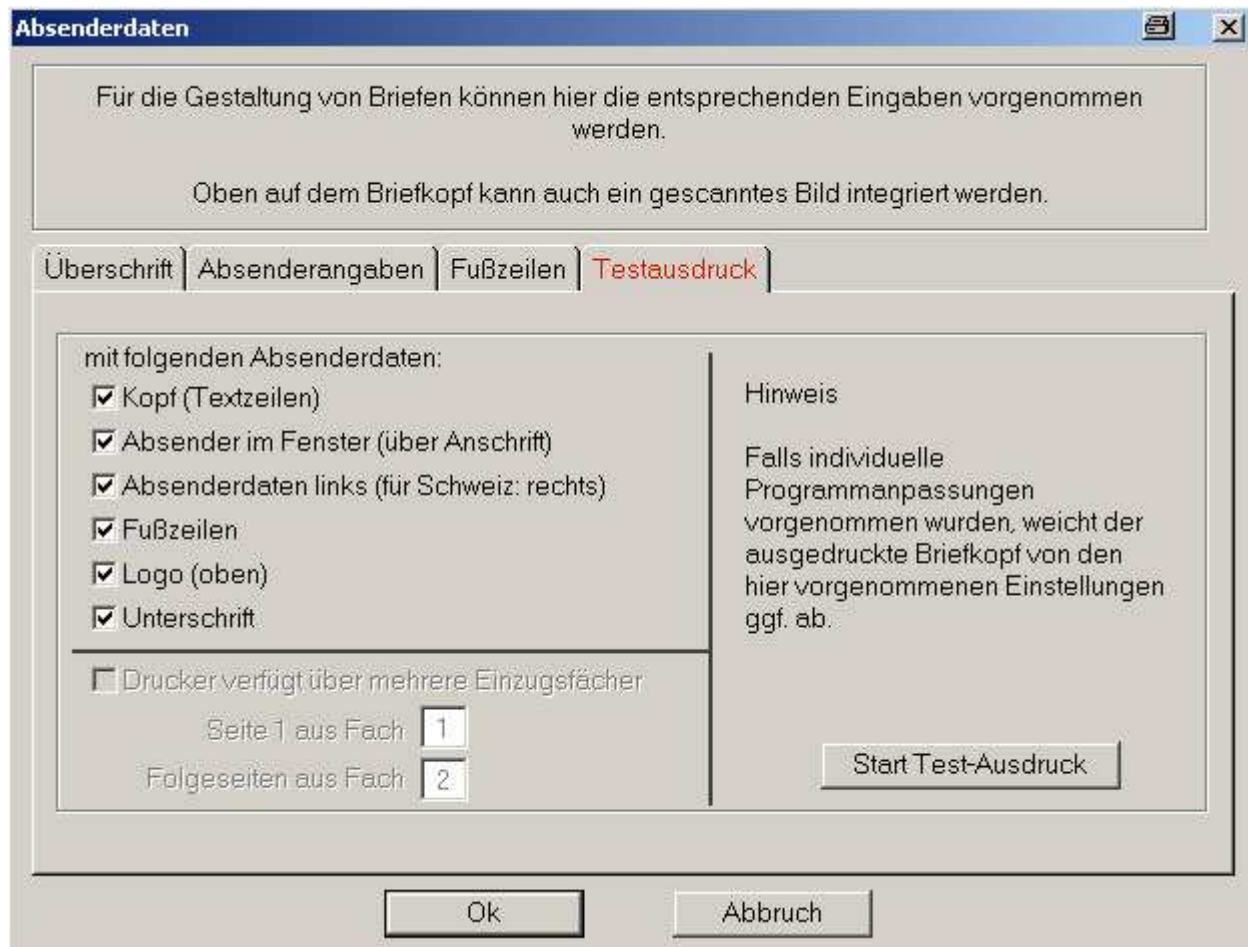 Absenderdaten
Für die Gestaltung von Briefen können hier die entsprechenden Eingaben vorgenommen
werden.
Oben auf dem Briefkopf kann auch ein gescanntes Bild integriert werden.
Überschrift Absenderangaben Fußzeilen Testausdruck
mit folgenden Absenderdaten:
Kopf (Textzeilen)
Absender im Fenster (über Anschrift)
Absenderdaten links (für Schweiz: rechts)
Fußzeilen
Logo (oben)
Unterschrift
Drucker verfügt über mehrere Einzugsfächer
Seite 1 aus Fach 1
Folgeseiten aus Fach 2
Hinweis
Falls individuelle
Programmanpassungen
vorgenommen wurden, weicht der
ausgedruckte Briefkopf von den
hier vorgenommenen Einstellungen
ggf. ab.
Start Test-Ausdruck
Ok Abbruch